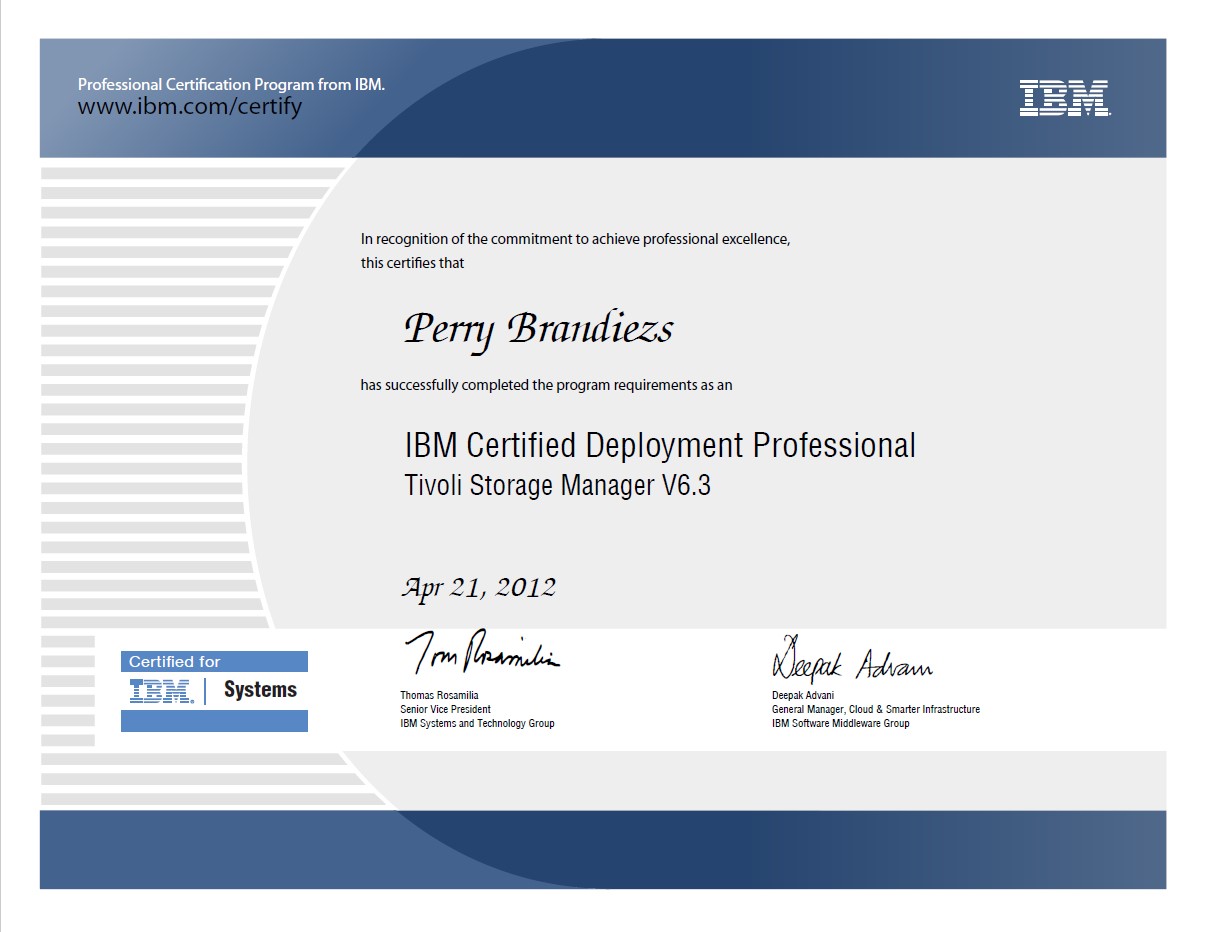 Professional Certification Program from IBM.
www.ibm.com/certify
IBM
In recognition of the commitment to achieve professional excellence,
this certifies that
Perry Brandiezs
has successfully completed the program requirements as an
IBM Certified Deployment Professional
Tivoli Storage Manager V6.3
Apr 21, 2012
Certified for
IBM Systems
Tom Rosamilia
Thomas Rosamilia
Senior Vice President
IBM Systems and Technology Group
Deepak Advani
Deepak Advani
General Manager, Cloud & Smarter Infrastructure
IBM Software Middleware Group